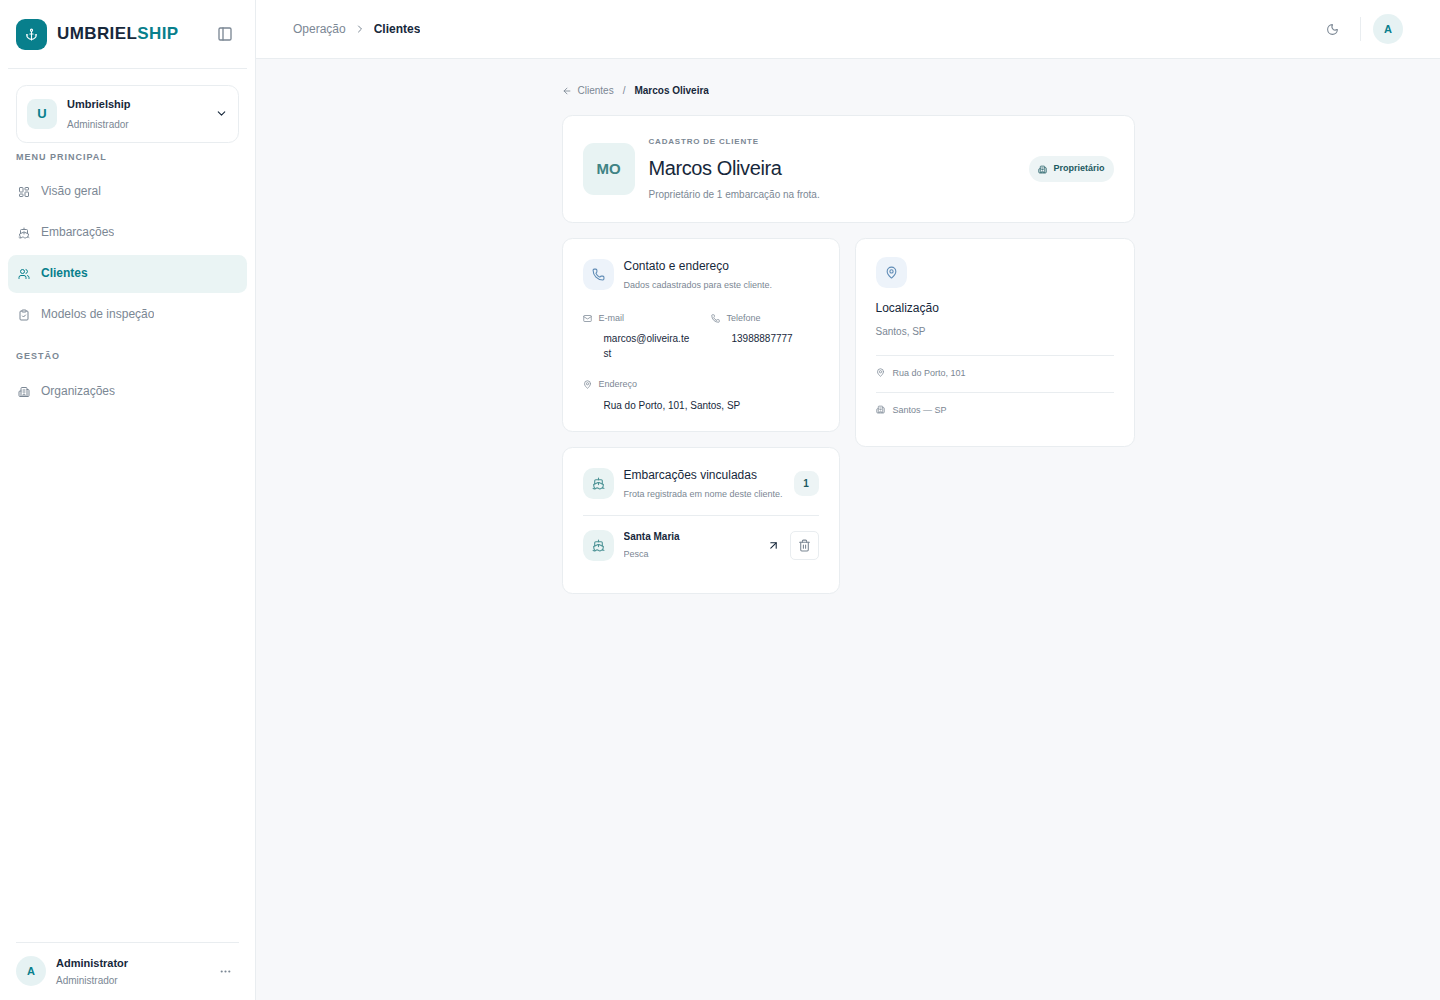 UMBRIELSHIP
Operação > Clientes
A
U
Umbrielship
Administrador
MENU PRINCIPAL
Visão geral
Embarcações
Clientes
Modelos de inspeção
GESTÃO
Organizações
A
Administrator
Administrador
Clientes / Marcos Oliveira
MO
CADASTRO DE CLIENTE
Marcos Oliveira
Proprietário de 1 embarcação na frota.
Proprietário
Contato e endereço
Dados cadastrados para este cliente.
E-mail
marcos@oliveira.te
st
Telefone
13988887777
Endereço
Rua do Porto, 101, Santos, SP
Localização
Santos, SP
Rua do Porto, 101
Santos — SP
Embarcações vinculadas
Frota registrada em nome deste cliente.
1
Santa Maria
Pesca